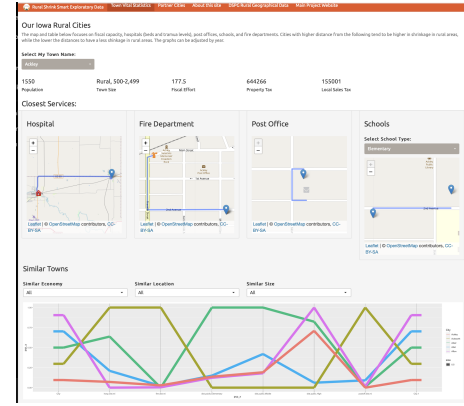 Rural Shrink Smart Exploratory Data Town Vital Statistics Partner Cities About this site DSPG Rural Geographical Data Main Project Website
Our Iowa Rural Cities
The map and table below focuses on fiscal capacity, hospitals (beds and trauma levels), post offices, schools, and fire departments. Cities with higher distance from the following tend to be higher in shrinkage in rural areas,
while the lower the distances to have a less shrinkage in rural areas. The graphs can be adjusted by year.
Select My Town Name:
Ackley
1550 Rural, 500-2,499 177.5 644266 155001
Population Town Size Fiscal Effort Property Tax Local Sales Tax
Closest Services:
Hospital Fire Department Post Office Schools
Select School Type:
Elementary
Leaflet | © OpenStreetMap contributors, CC-BY-SA
Leaflet | © OpenStreetMap contributors, CC-BY-SA
Leaflet | © OpenStreetMap contributors, CC-BY-SA
Leaflet | © OpenStreetMap contributors, CC-BY-SA
Similar Towns
Similar Economy Similar Location Similar Size
All All All